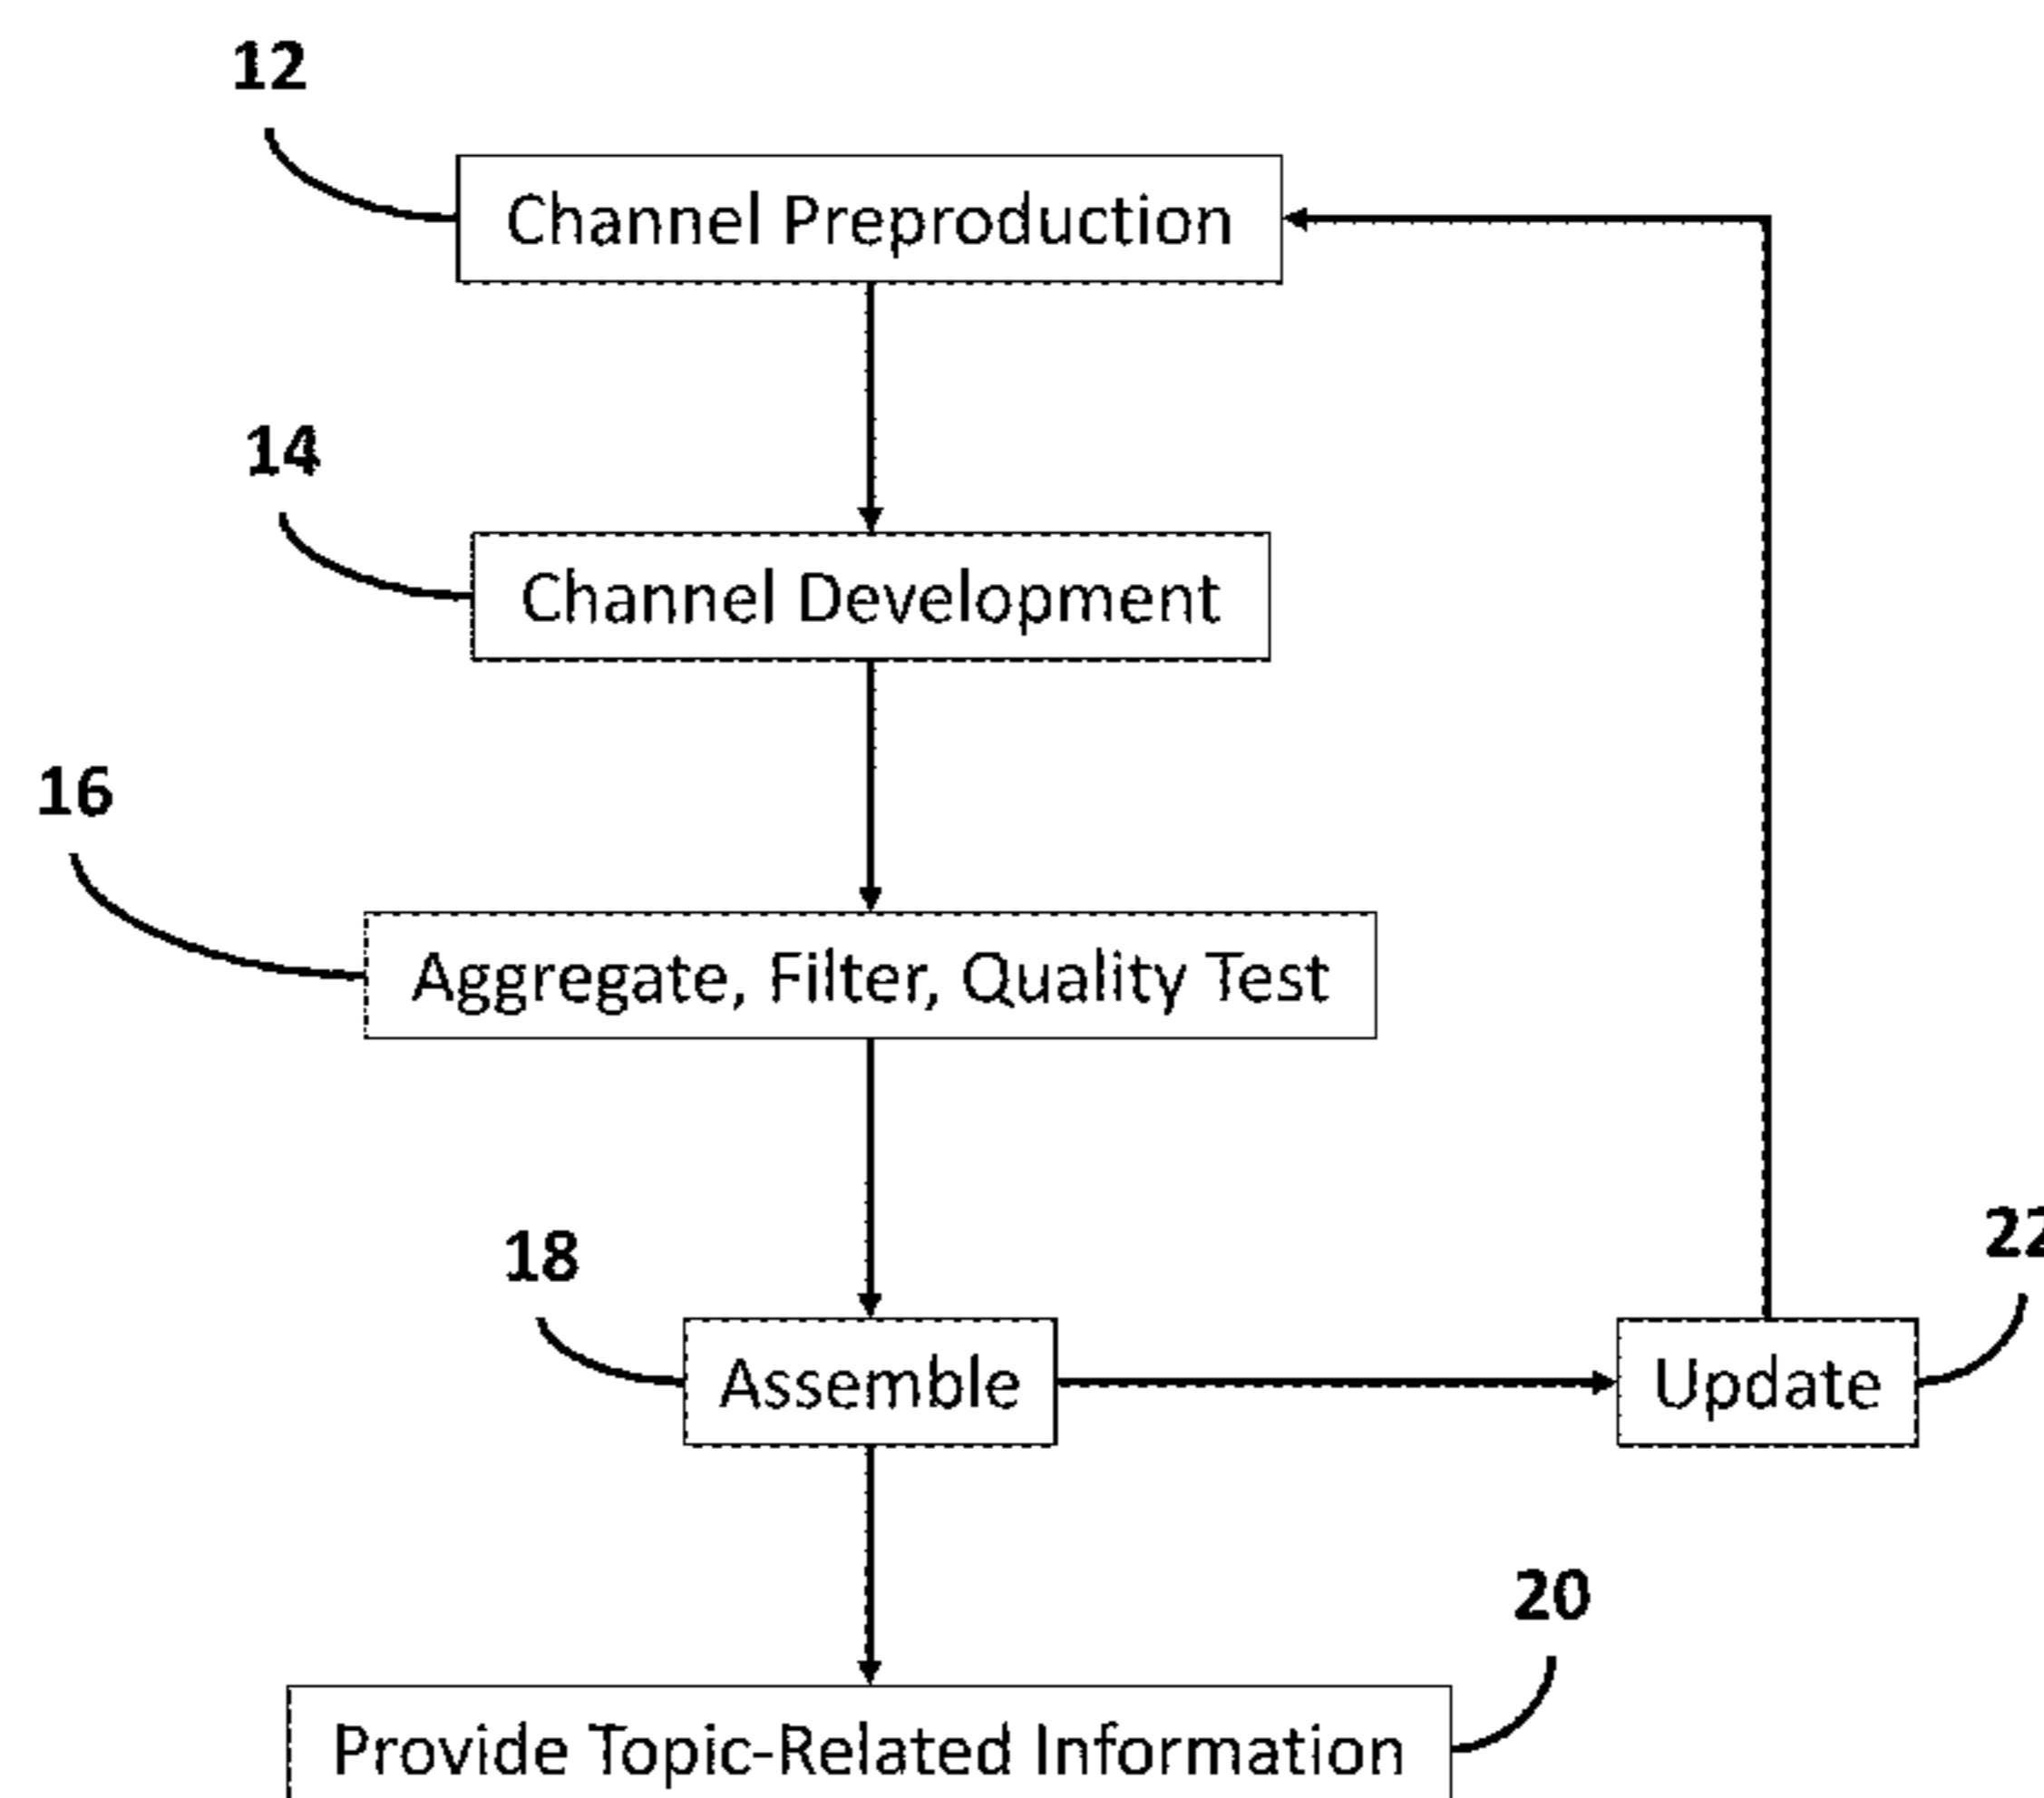 12
Channel Preproduction
14
Channel Development
16
Aggregate, Filter, Quality Test
18
Assemble
22
Update
20
Provide Topic-Related Information